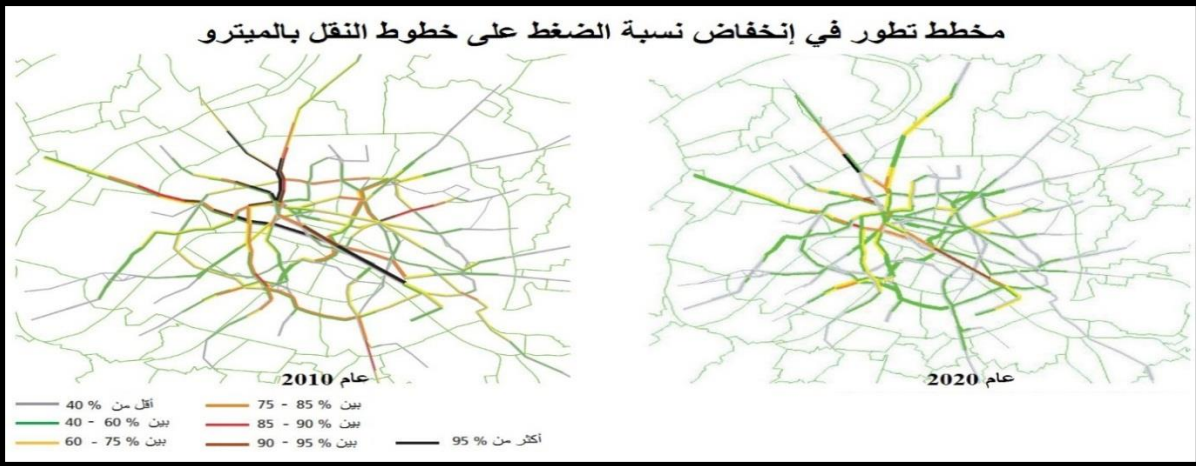 مخطط تطور في إنخفاض نسبة الضغط على خطوط النقل بالميترو
عام 2010
عام 2020
أقل من % 40
بين % 60 - 40
بين % 75 - 60
بين % 85 - 75
بين % 90 - 85
بين % 95 - 90
أكثر من % 95